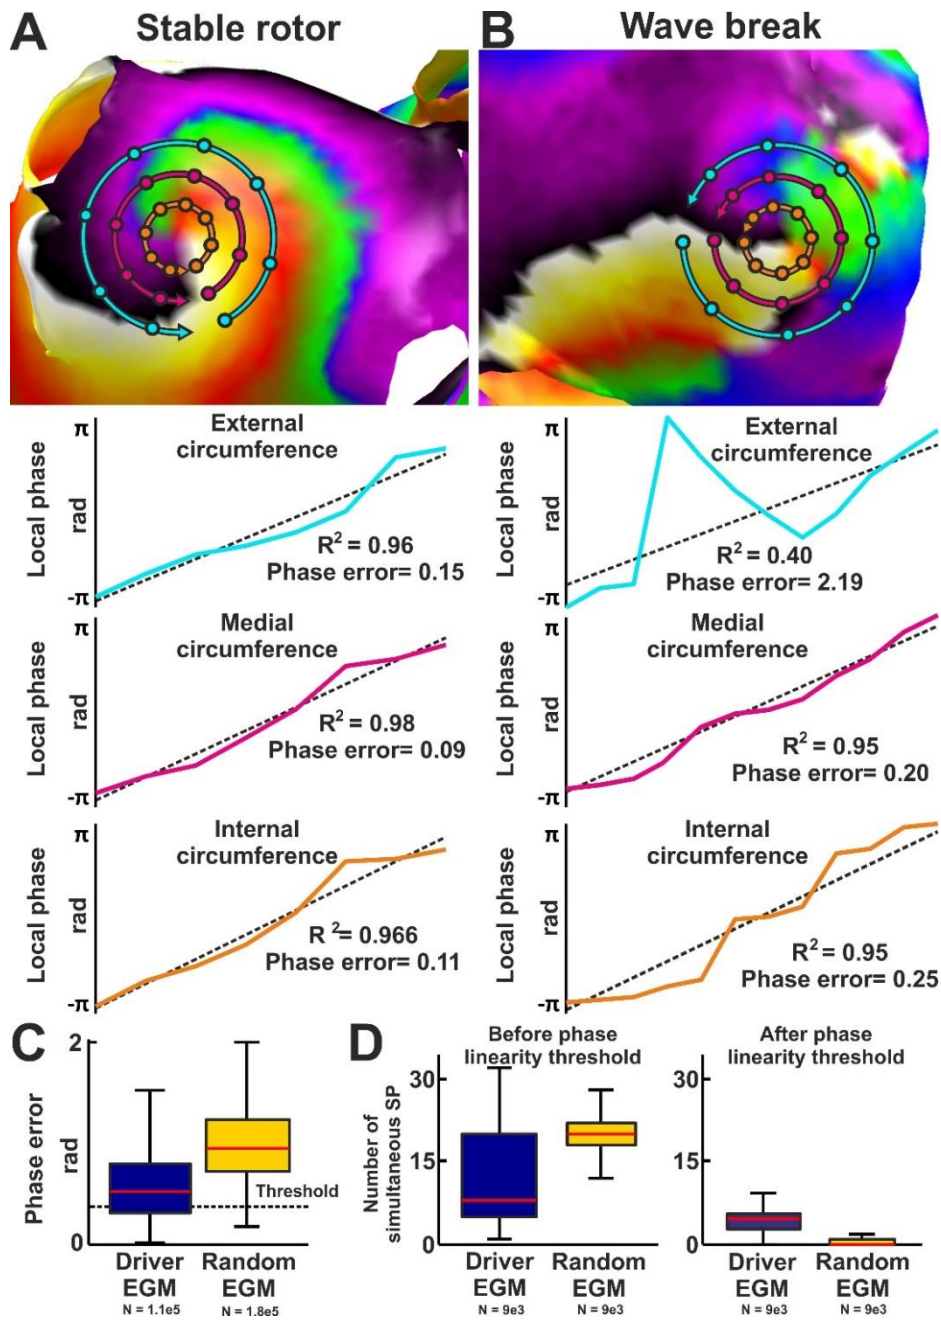 A Stable rotor
B Wave break
External
circumference
Local phase
rad
π
-π
R² = 0.96
Phase error= 0.15
External
circumference
Local phase
rad
π
-π
R² = 0.40
Phase error= 2.19
Medial
circumference
Local phase
rad
π
-π
R² = 0.98
Phase error= 0.09
Medial
circumference
Local phase
rad
π
-π
R² = 0.95
Phase error= 0.20
Internal
circumference
Local phase
rad
π
-π
R² = 0.966
Phase error= 0.11
Internal
circumference
Local phase
rad
π
-π
R² = 0.95
Phase error= 0.25
C
Phase error
rad
2
0
Threshold
Driver
EGM
N = 1.1e5
Random
EGM
N = 1.8e5
D
Before phase
linearity threshold
Number of
simultaneous SP
30
15
0
Driver
EGM
N = 9e3
Random
EGM
N = 9e3
After phase
linearity threshold
30
15
0
Driver
EGM
N = 9e3
Random
EGM
N = 9e3